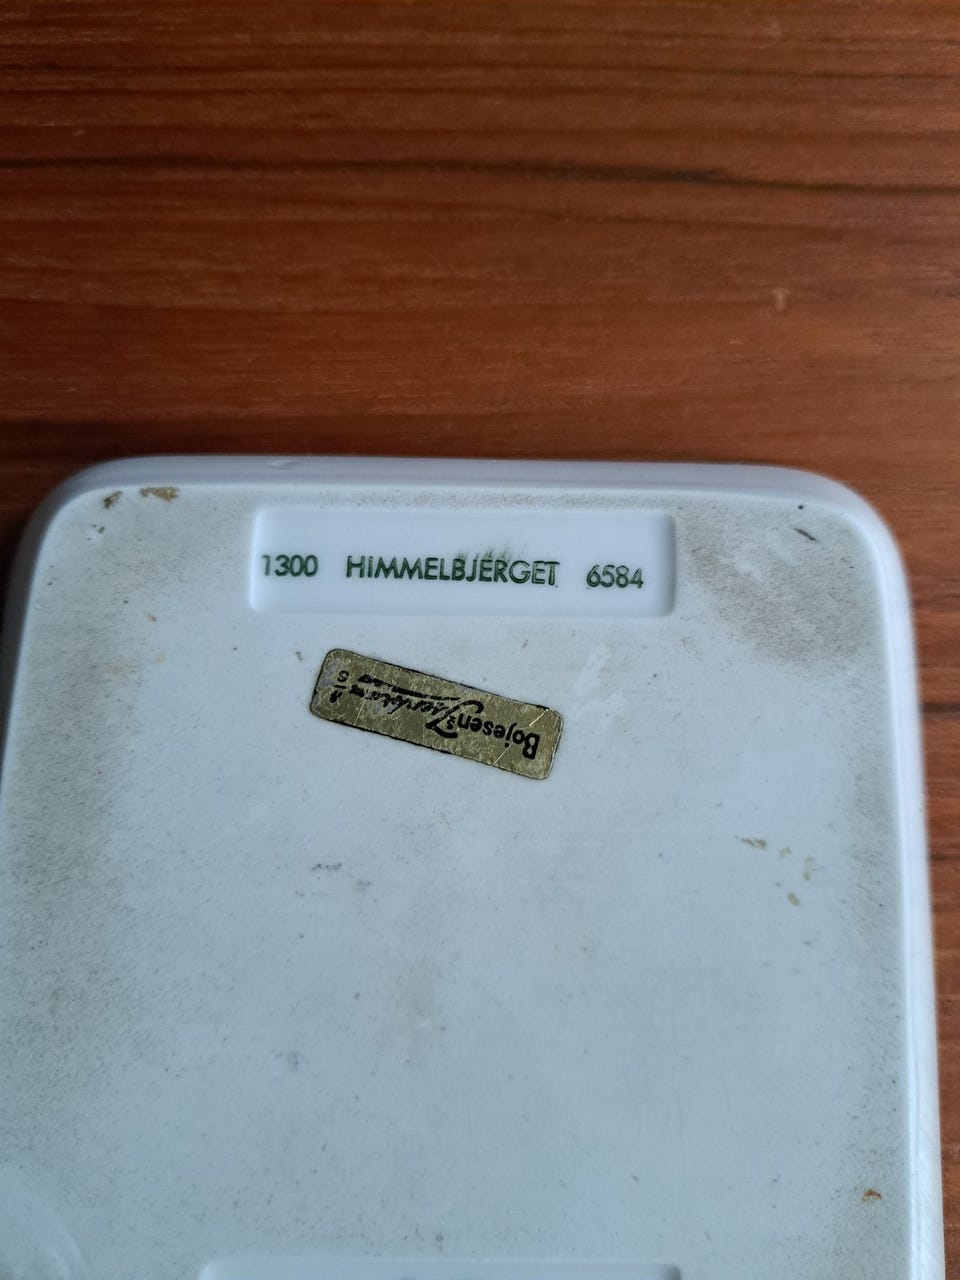 1300 HIMMELBJERGET 6584
Bojesen's